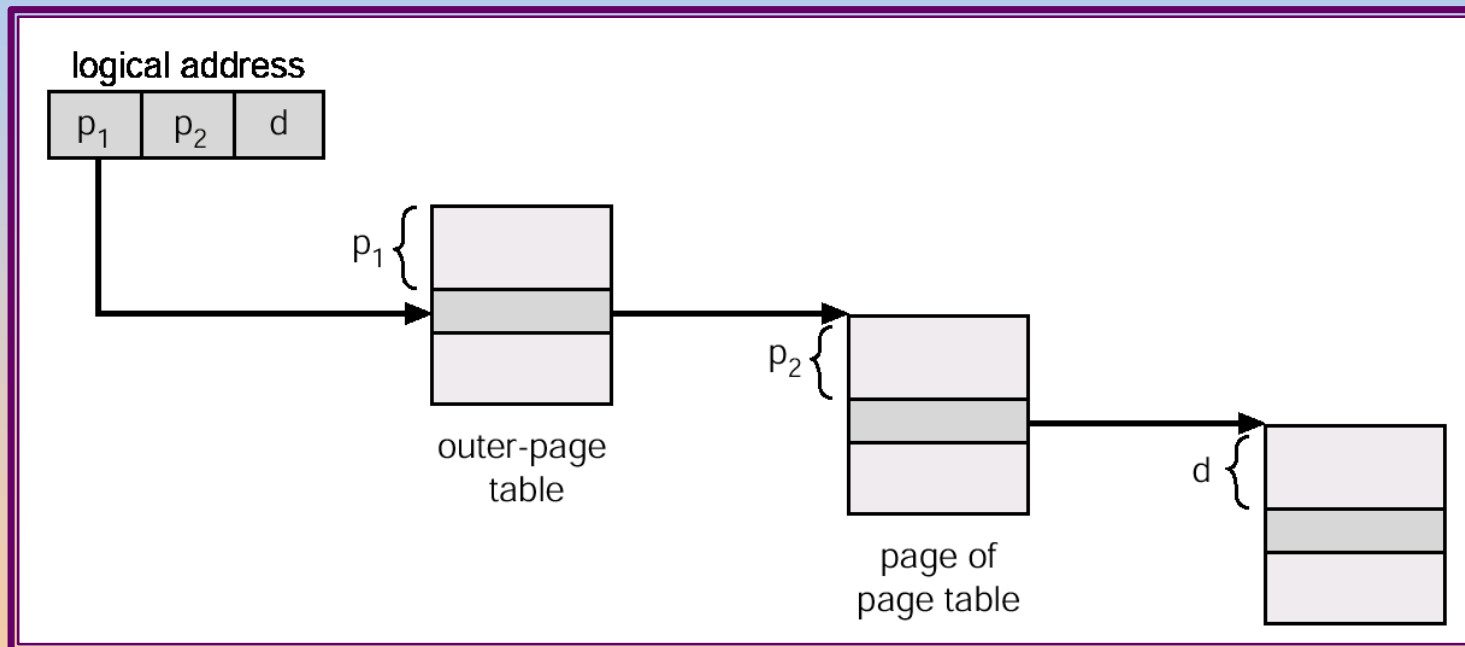 logical address
p₁ p₂ d
p₁
outer-page
table
p₂
page of
page table
d